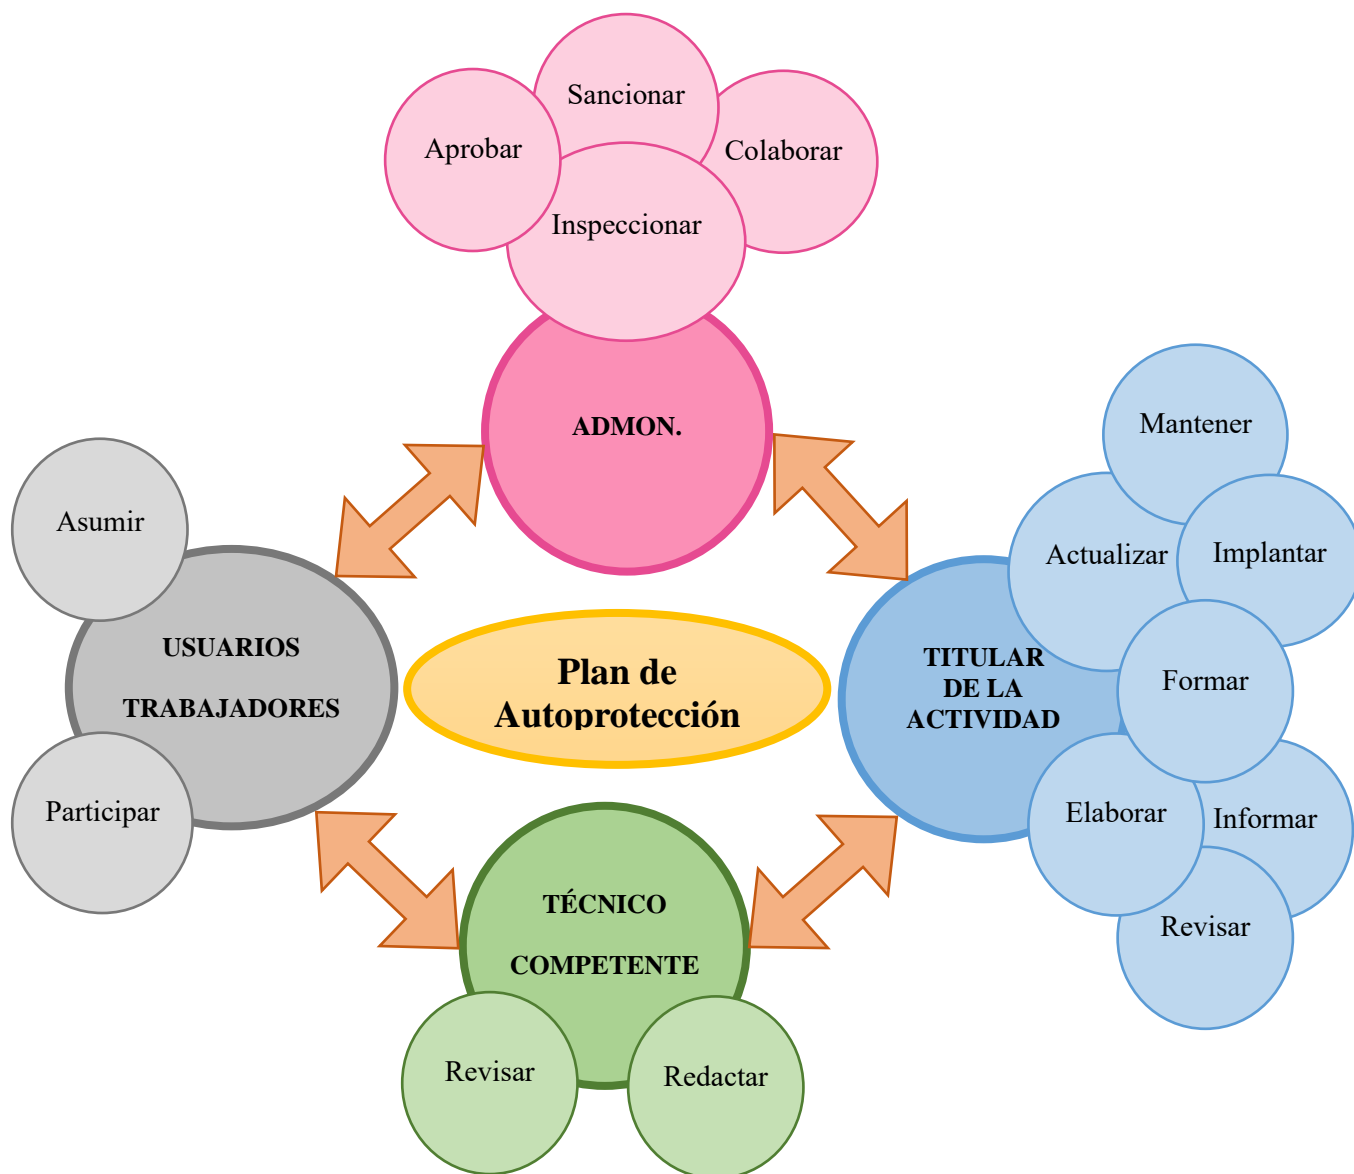 Sancionar
Aprobar
Colaborar
Inspeccionar
ADMON.
Mantener
Asumir
Actualizar
Implantar
USUARIOS
TRABAJADORES
Plan de
Autoprotección
TITULAR
DE LA
ACTIVIDAD
Formar
Participar
Elaborar
Informar
TÉCNICO
COMPETENTE
Revisar
Revisar
Redactar